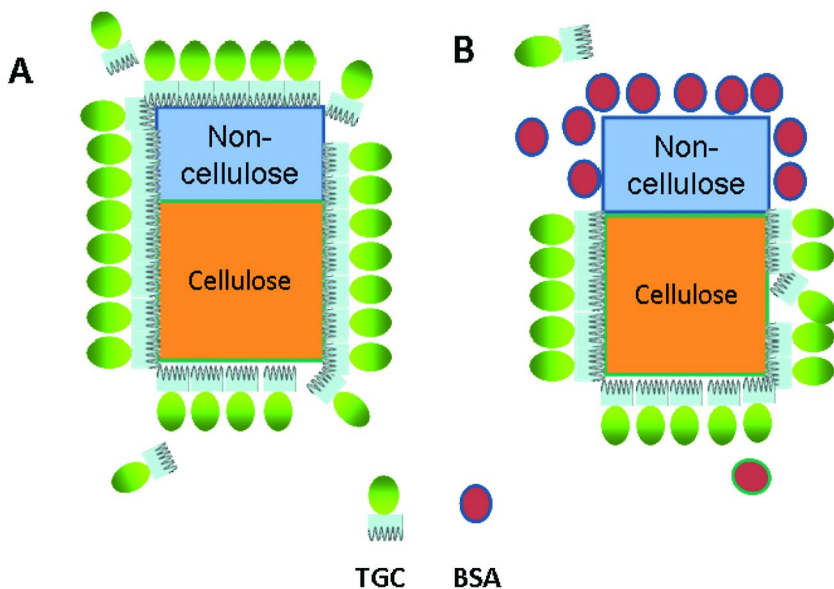 A
B
Non-
cellulose
Cellulose
Non-
cellulose
Cellulose
TGC
BSA